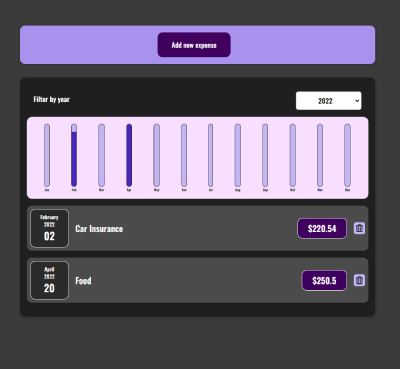 Add new expense
Filter by year
2022
Jan Feb Mar Apr May Jun Jul Aug Sep Oct Nov Dec
February
2022
02
Car Insurance
$220.54
April
2022
20
Food
$250.5